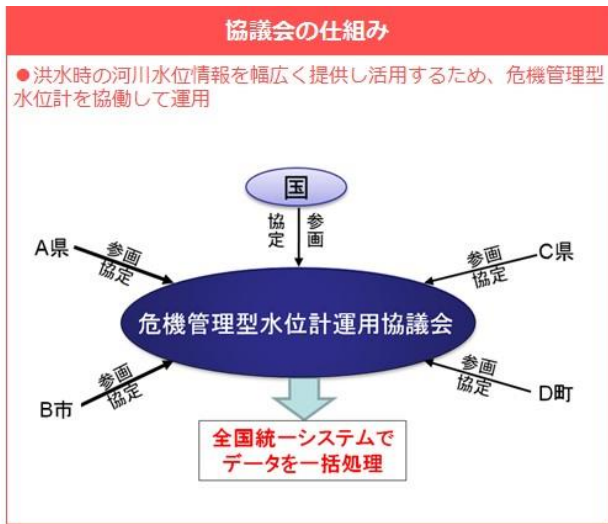 協議会の仕組み
●洪水時の河川水位情報を幅広く提供し活用するため、危機管理型
水位計を協働して運用
国
協定
参画
A県
参画
協定
C県
参画
協定
危機管理型水位計運用協議会
B市
参画
協定
D町
参画
協定
全国統一システムで
データを一括処理